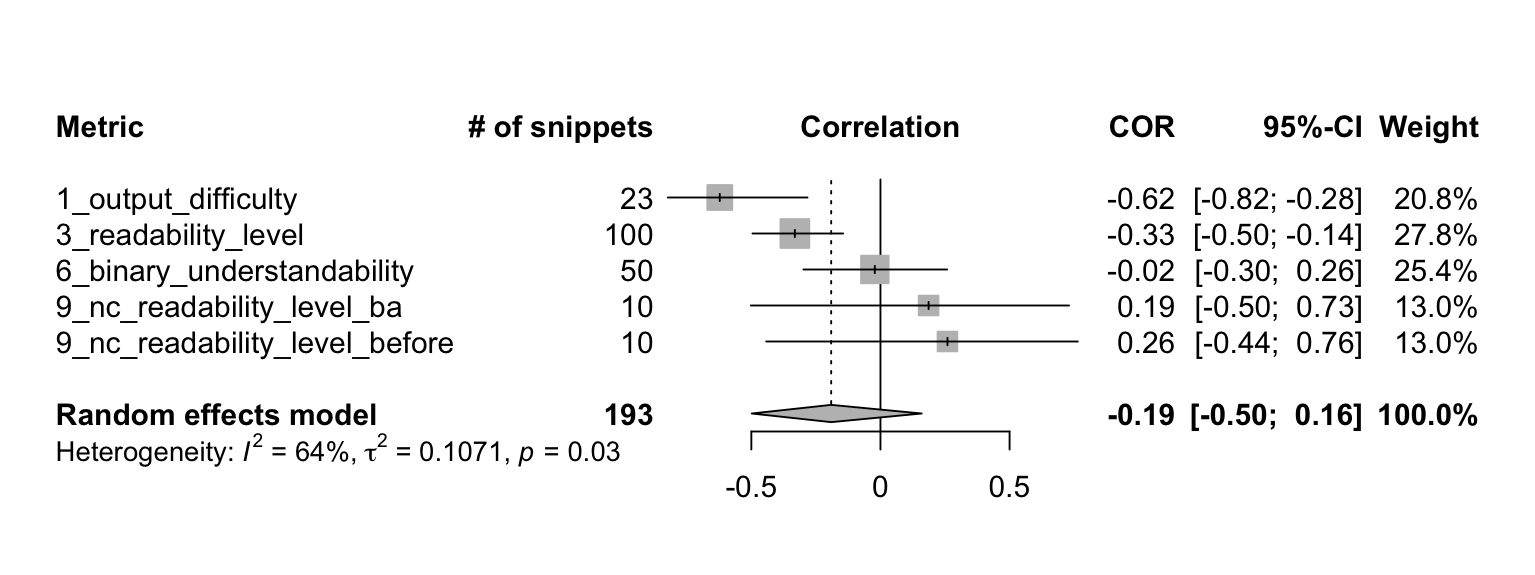 Metric # of snippets Correlation COR 95%-CI Weight
1_output_difficulty 23 -0.62 [-0.82; -0.28] 20.8%
3_readability_level 100 -0.33 [-0.50; -0.14] 27.8%
6_binary_understandability 50 -0.02 [-0.30; 0.26] 25.4%
9_nc_readability_level_ba 10 0.19 [-0.50; 0.73] 13.0%
9_nc_readability_level_before 10 0.26 [-0.44; 0.76] 13.0%
Random effects model 193 -0.19 [-0.50; 0.16] 100.0%
Heterogeneity: I² = 64%, τ² = 0.1071, p = 0.03
-0.5 0 0.5